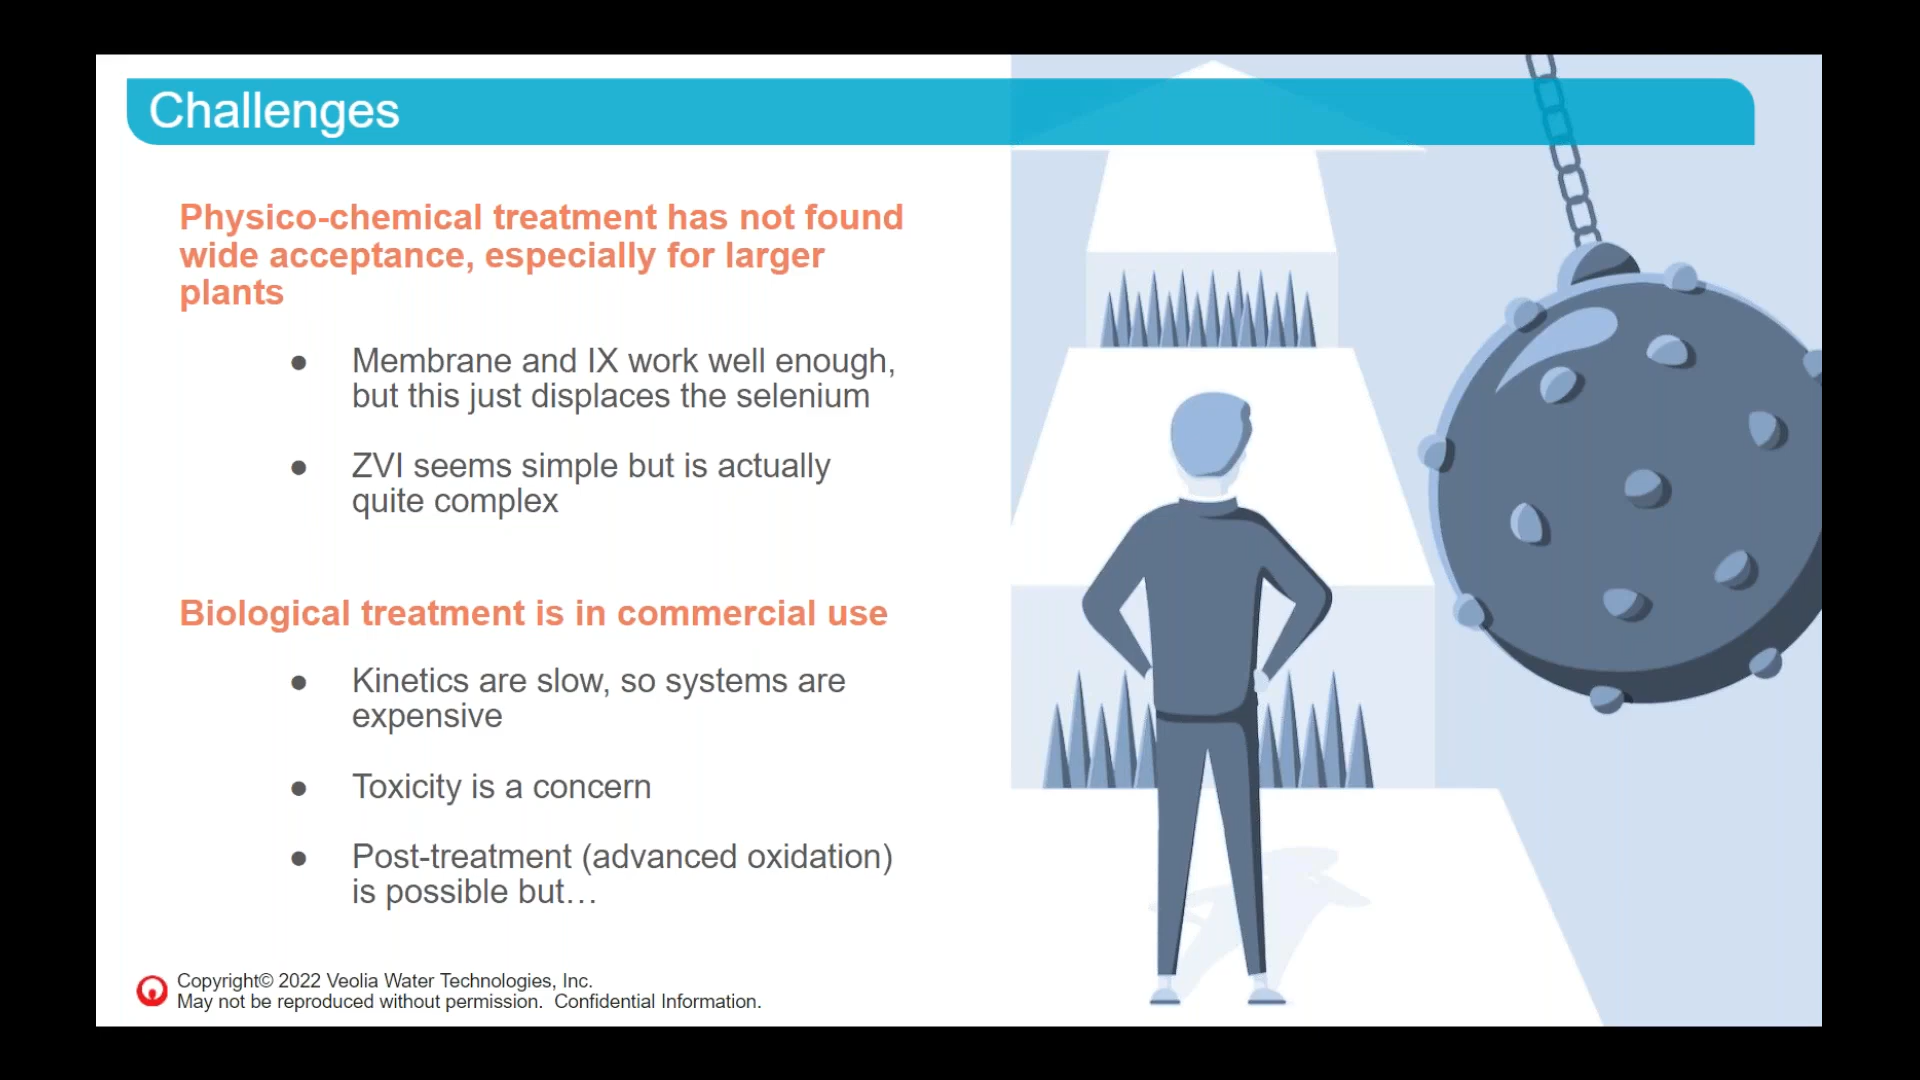 Challenges
Physico-chemical treatment has not found
wide acceptance, especially for larger
plants
● Membrane and IX work well enough,
but this just displaces the selenium
● ZVI seems simple but is actually
quite complex
Biological treatment is in commercial use
● Kinetics are slow, so systems are
expensive
● Toxicity is a concern
● Post-treatment (advanced oxidation)
is possible but…
Copyright© 2022 Veolia Water Technologies, Inc.
May not be reproduced without permission. Confidential Information.